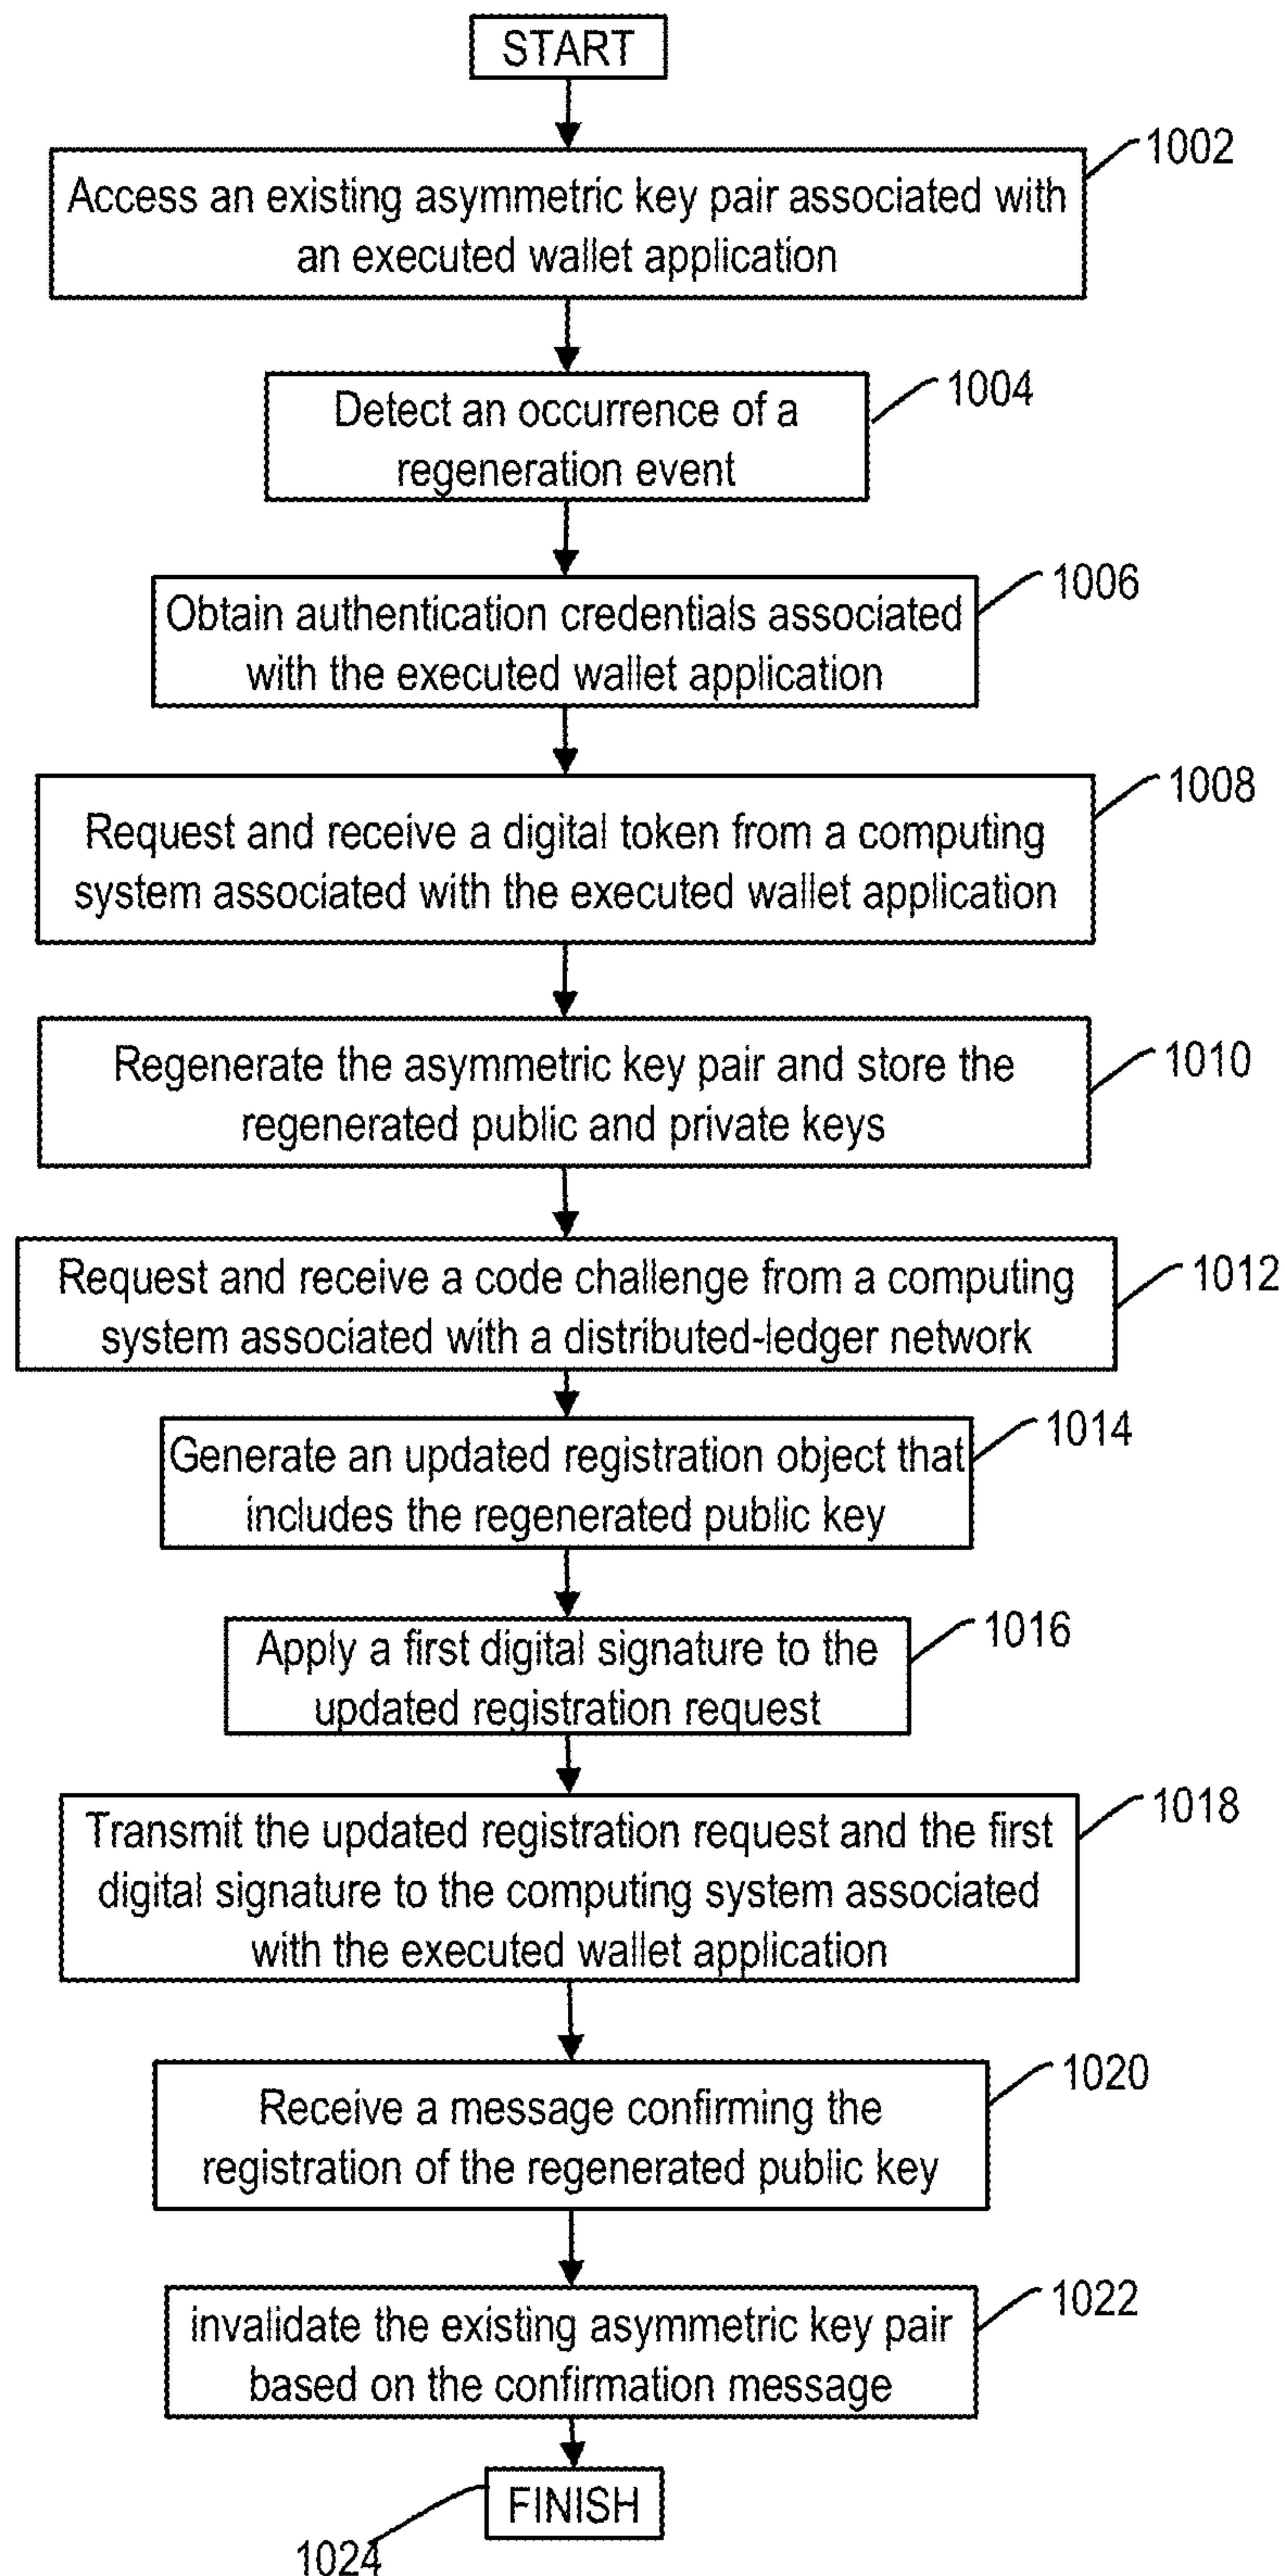 START
1002
Access an existing asymmetric key pair associated with
an executed wallet application
1004
Detect an occurrence of a
regeneration event
1006
Obtain authentication credentials associated
with the executed wallet application
1008
Request and receive a digital token from a computing
system associated with the executed wallet application
1010
Regenerate the asymmetric key pair and store the
regenerated public and private keys
1012
Request and receive a code challenge from a computing
system associated with a distributed-ledger network
1014
Generate an updated registration object that
includes the regenerated public key
1016
Apply a first digital signature to the
updated registration request
1018
Transmit the updated registration request and the first
digital signature to the computing system associated
with the executed wallet application
1020
Receive a message confirming the
registration of the regenerated public key
1022
invalidate the existing asymmetric key pair
based on the confirmation message
FINISH
1024